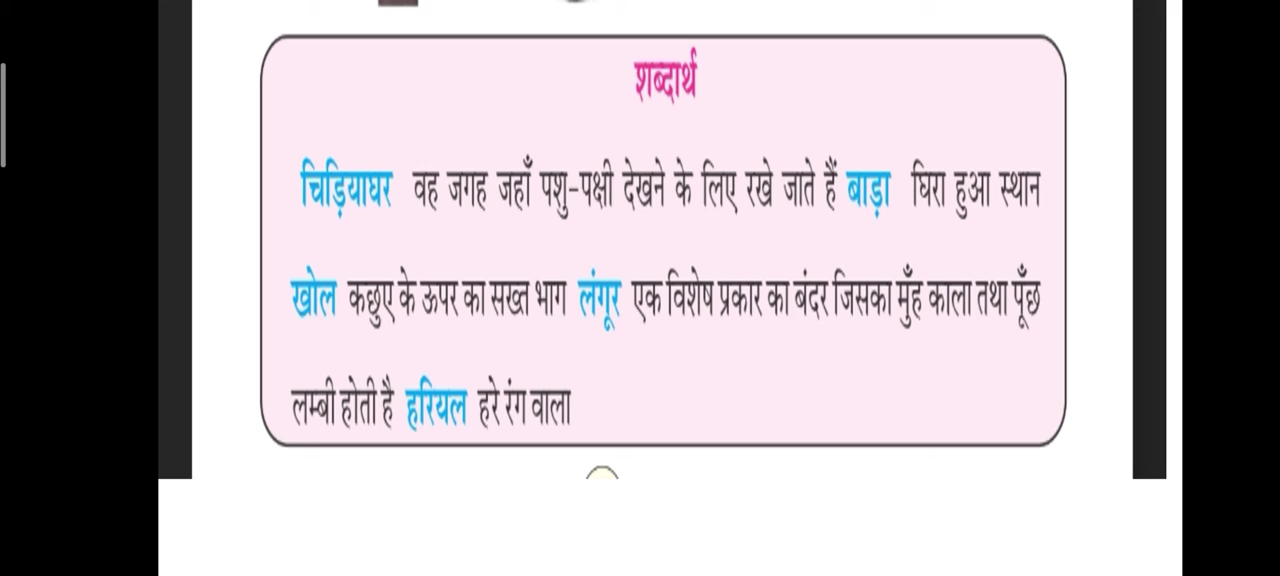 शब्दार्थ
चिड़ियाघर वह जगह जहाँ पशु-पक्षी देखने के लिए रखे जाते हैं बाड़ा घिरा हुआ स्थान
खोल कछुए के ऊपर का सख्त भाग लंगूर एक विशेष प्रकार का बंदर जिसका मुँह काला तथा पूँछ
लम्बी होती है हरियल हरे रंग वाला